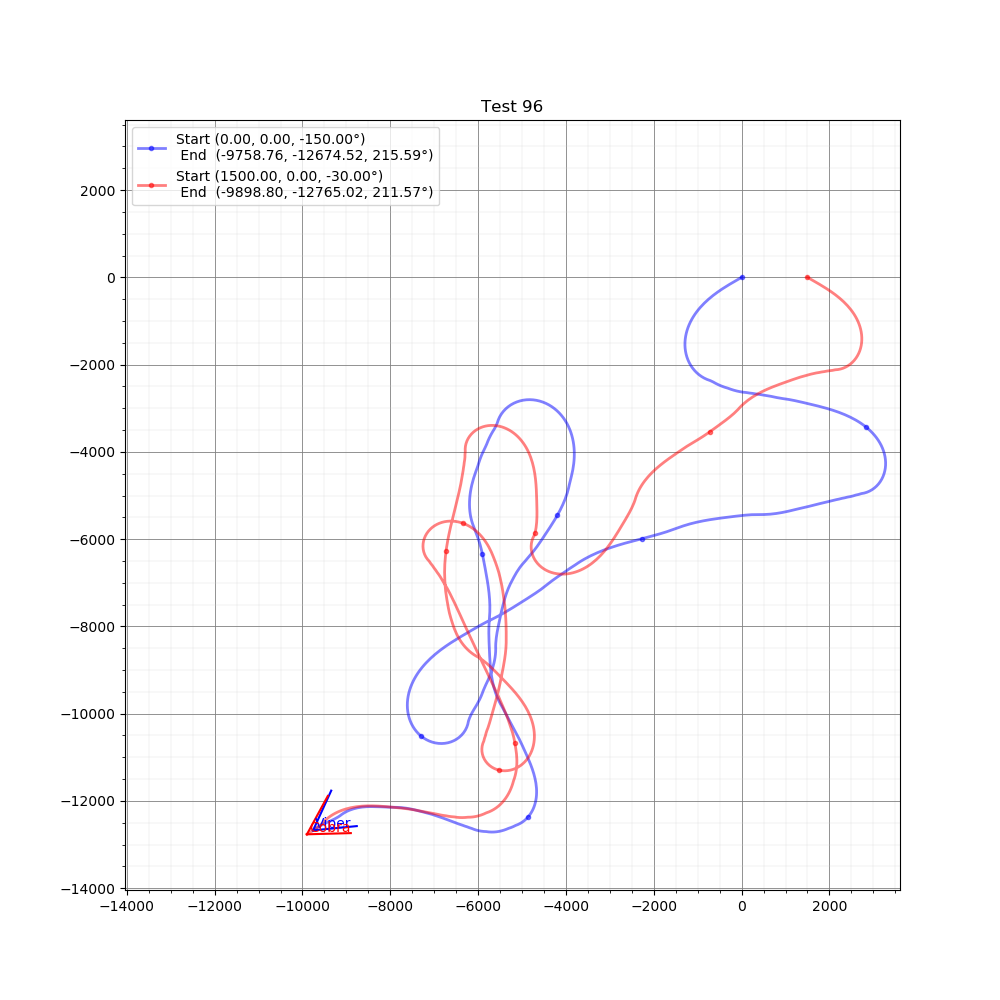 Test 96
Start (0.00, 0.00, -150.00°)
End  (-9758.76, -12674.52, 215.59°)
Start (1500.00, 0.00, -30.00°)
End  (-9898.80, -12765.02, 211.57°)
2000
0
−2000
−4000
−6000
−8000
−10000
−12000
−14000
−14000 −12000 −10000 −8000 −6000 −4000 −2000 0 2000